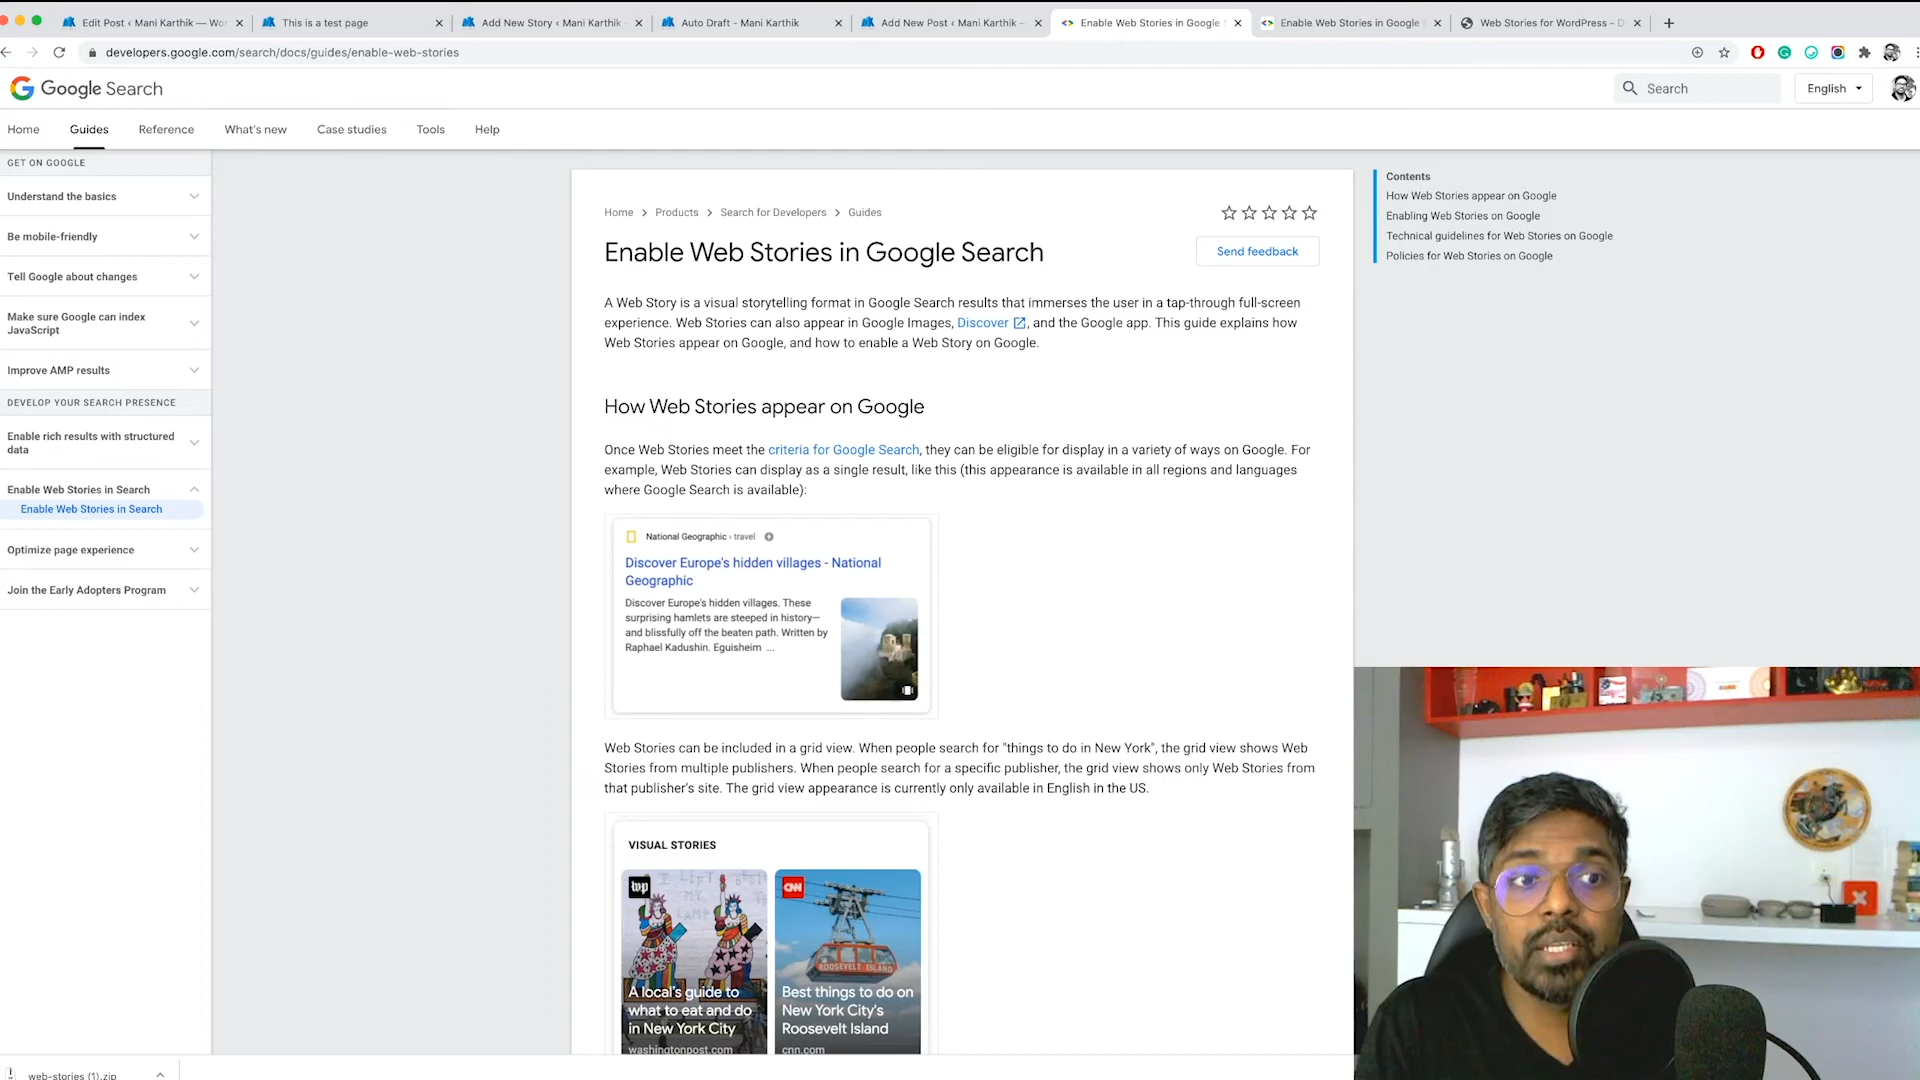 Edit Post ‹ Mani Karthik — Wor
This is a test page
Add New Story ‹ Mani Karthik
Auto Draft - Mani Karthik
Add New Post ‹ Mani Karthik –
Enable Web Stories in Google S
Enable Web Stories in Google
Web Stories for WordPress - D
developers.google.com/search/docs/guides/enable-web-stories
Google Search
Search
English
Home
Guides
Reference
What's new
Case studies
Tools
Help
GET ON GOOGLE
Understand the basics
Be mobile-friendly
Tell Google about changes
Make sure Google can index
JavaScript
Improve AMP results
DEVELOP YOUR SEARCH PRESENCE
Enable rich results with structured
data
Enable Web Stories in Search
Enable Web Stories in Search
Optimize page experience
Join the Early Adopters Program
Home > Products > Search for Developers > Guides
Enable Web Stories in Google Search
Send feedback
A Web Story is a visual storytelling format in Google Search results that immerses the user in a tap-through full-screen
experience. Web Stories can also appear in Google Images, Discover, and the Google app. This guide explains how
Web Stories appear on Google, and how to enable a Web Story on Google.
How Web Stories appear on Google
Once Web Stories meet the criteria for Google Search, they can be eligible for display in a variety of ways on Google. For
example, Web Stories can display as a single result, like this (this appearance is available in all regions and languages
where Google Search is available):
National Geographic › travel
Discover Europe's hidden villages - National
Geographic
Discover Europe's hidden villages. These
surprising hamlets are steeped in history—
and blissfully off the beaten path. Written by
Raphael Kadushin. Eguisheim ...
Web Stories can be included in a grid view. When people search for "things to do in New York", the grid view shows Web
Stories from multiple publishers. When people search for a specific publisher, the grid view shows only Web Stories from
that publisher's site. The grid view appearance is currently only available in English in the US.
VISUAL STORIES
wp
A local's guide to
what to eat and do
in New York City
washingtonpost.com
CNN
ROOSEVELT ISLAND
Best things to do on
New York City's
Roosevelt Island
cnn.com
Contents
How Web Stories appear on Google
Enabling Web Stories on Google
Technical guidelines for Web Stories on Google
Policies for Web Stories on Google
web-stories (1).zip